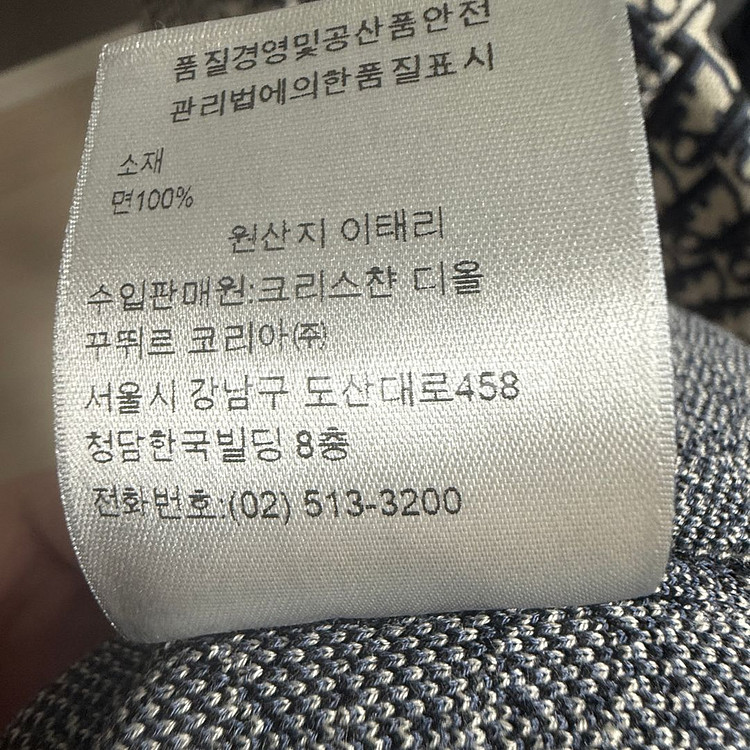 품질경영및공산품안전
관리법에의한품질표시
소재
면100%
원산지 이태리
수입판매원:크리스챤 디올
꾸뛰르 코리아(주)
서울시 강남구 도산대로458
청담한국빌딩 8층
전화번호:(02) 513-3200